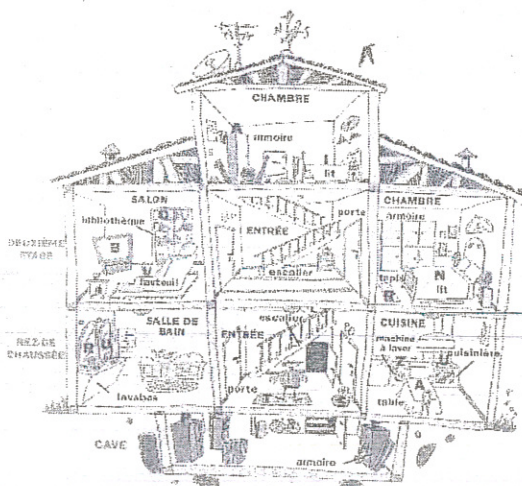 CHAMBRE
armoire
lit
SALON
bibliothèque
fauteuil
ENTRÉE
porte
escalier
CHAMBRE
armoire
tapis
N
lit
R
B
V
DEUXIÈME
ÉTAGE
REZ DE
CHAUSSÉE
SALLE DE
BAIN
R
U
lavabos
ENTRÉE
escalier
porte
CUISINE
machine
à laver
cuisinière
A
table
CAVE
armoire